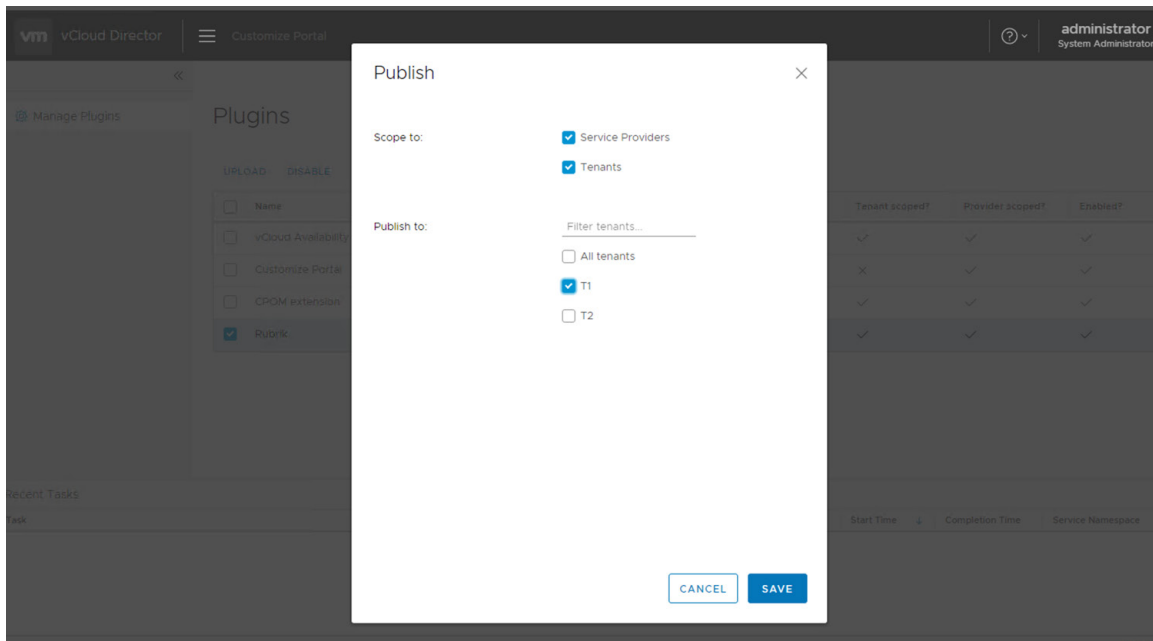 vm vCloud Director Customize Portal administrator
System Administrator
Manage Plugins
Plugins
UPLOAD DISABLE
Name Tenant scoped? Provider scoped? Enabled?
vCloud Availability
Customize Portal
CPOM extension
Rubrik
Publish
Scope to: Service Providers
Tenants
Publish to: Filter tenants...
All tenants
T1
T2
CANCEL SAVE
Recent Tasks
Task Start Time Completion Time Service Namespace